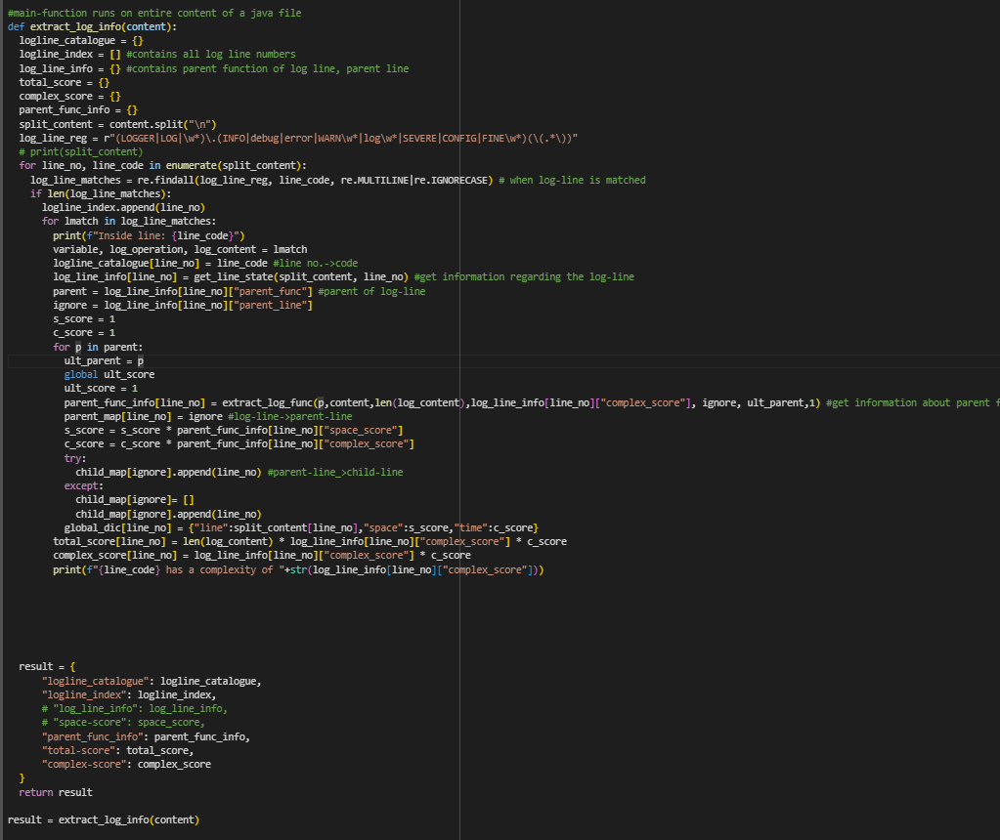 #main-function runs on entire content of a java file
def extract_log_info(content):
  logline_catalogue = {}
  logline_index = [] #contains all log line numbers
  log_line_info = {} #contains parent function of log line, parent line
  total_score = {}
  complex_score = {}
  parent_func_info = {}
  split_content = content.split("\n")
  log_line_reg = r"(LOGGER|LOG|\w*)\.(INFO|debug|error|WARN\w*|log\w*|SEVERE|CONFIG|FINE\w*)(\(.*\))"
  # print(split_content)
  for line_no, line_code in enumerate(split_content):
    log_line_matches = re.findall(log_line_reg, line_code, re.MULTILINE|re.IGNORECASE) # when log-line is matched
    if len(log_line_matches):
      logline_index.append(line_no)
      for lmatch in log_line_matches:
        print(f"Inside line: {line_code}")
        variable, log_operation, log_content = lmatch
        logline_catalogue[line_no] = line_code #line no.->code
        log_line_info[line_no] = get_line_state(split_content, line_no) #get information regarding the log-line
        parent = log_line_info[line_no]["parent_func"] #parent of log-line
        ignore = log_line_info[line_no]["parent_line"]
        s_score = 1
        c_score = 1
        for p in parent:
          ult_parent = p
          global ult_score
          ult_score = 1
          parent_func_info[line_no] = extract_log_func(p,content,len(log_content),log_line_info[line_no]["complex_score"], ignore, ult_parent,1) #get information about parent f
          parent_map[line_no] = ignore #log-line->parent-line
          s_score = s_score * parent_func_info[line_no]["space_score"]
          c_score = c_score * parent_func_info[line_no]["complex_score"]
          try:
            child_map[ignore].append(line_no) #parent-line_>child-line
          except:
            child_map[ignore]= []
            child_map[ignore].append(line_no)
          global_dic[line_no] = {"line":split_content[line_no],"space":s_score,"time":c_score}
        total_score[line_no] = len(log_content) * log_line_info[line_no]["complex_score"] * c_score
        complex_score[line_no] = log_line_info[line_no]["complex_score"] * c_score
        print(f"{line_code} has a complexity of "+str(log_line_info[line_no]["complex_score"]))
  result = {
      "logline_catalogue": logline_catalogue,
      "logline_index": logline_index,
      # "log_line_info": log_line_info,
      # "space-score": space_score,
      "parent_func_info": parent_func_info,
      "total-score": total_score,
      "complex-score": complex_score
  }
  return result
result = extract_log_info(content)